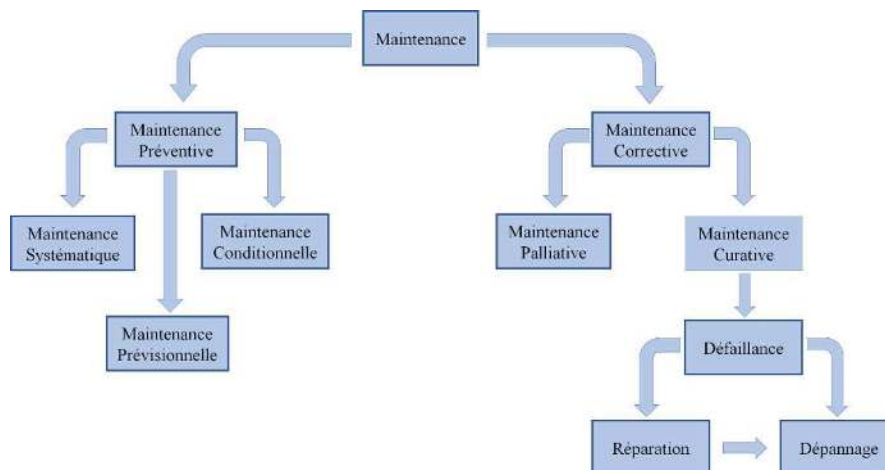 Maintenance
Maintenance
Préventive
Maintenance
Corrective
Maintenance
Systématique
Maintenance
Conditionnelle
Maintenance
Palliative
Maintenance
Curative
Maintenance
Prévisionnelle
Défaillance
Réparation
Dépannage